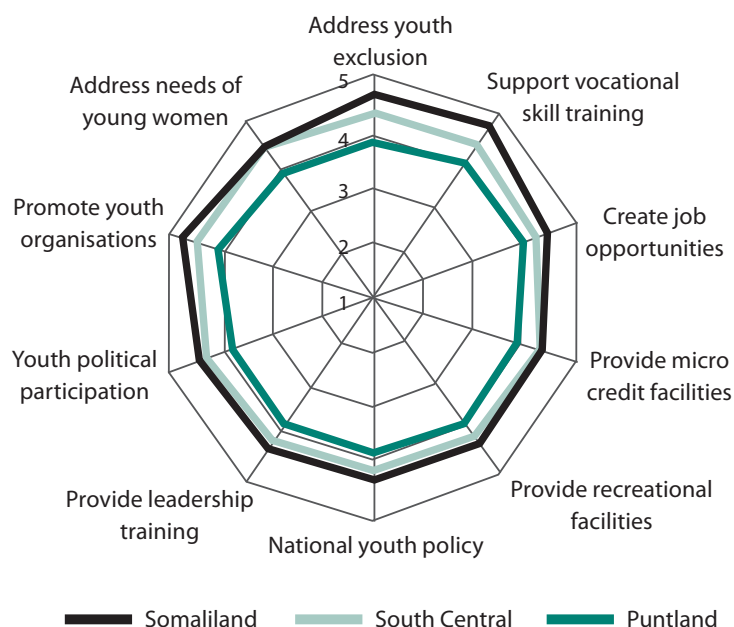 Address youth
exclusion
Support vocational
skill training
Address needs of
young women
5
4
3
2
1
Promote youth
organisations
Create job
opportunities
Youth political
participation
Provide micro
credit facilities
Provide leadership
training
Provide recreational
facilities
National youth policy
Somaliland
South Central
Puntland